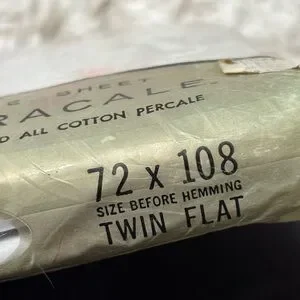 SHEET
RACALE
ALL COTTON PERCALE
72 x 108
SIZE BEFORE HEMMING
TWIN FLAT